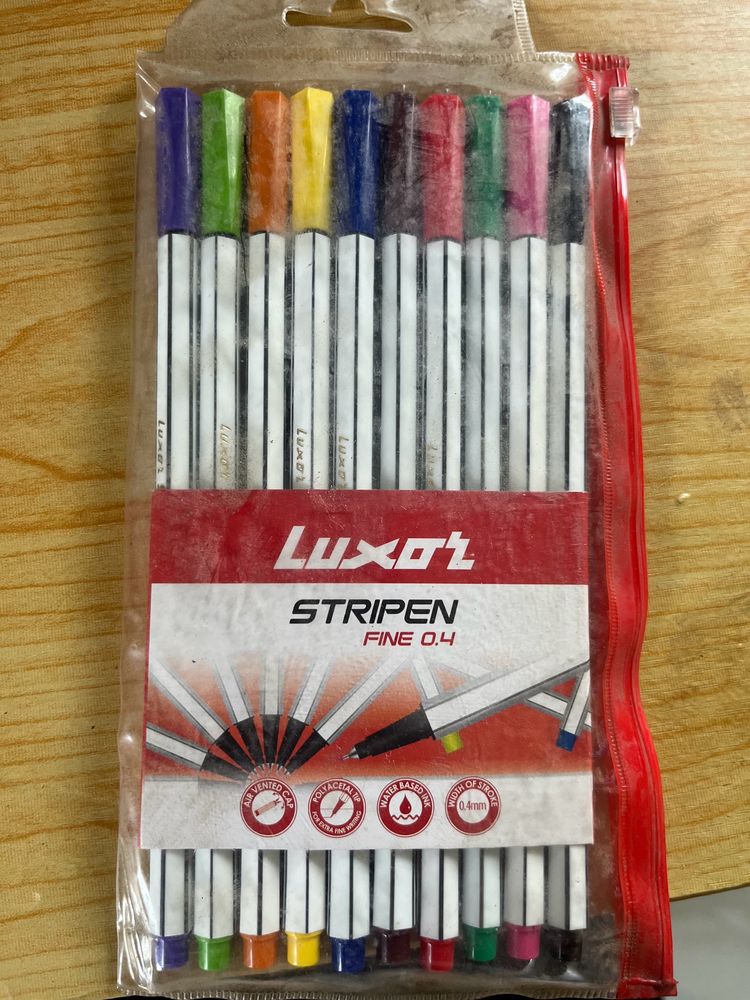 Luxor
Luxor
Luxor
Luxor
Luxor
Luxor
STRIPEN
FINE 0.4
AIR VENTED CAP
POLYACETAL TIP
FOR EXTRA FINE WRITING
WATER BASED INK
WIDTH OF STROKE
0.4mm